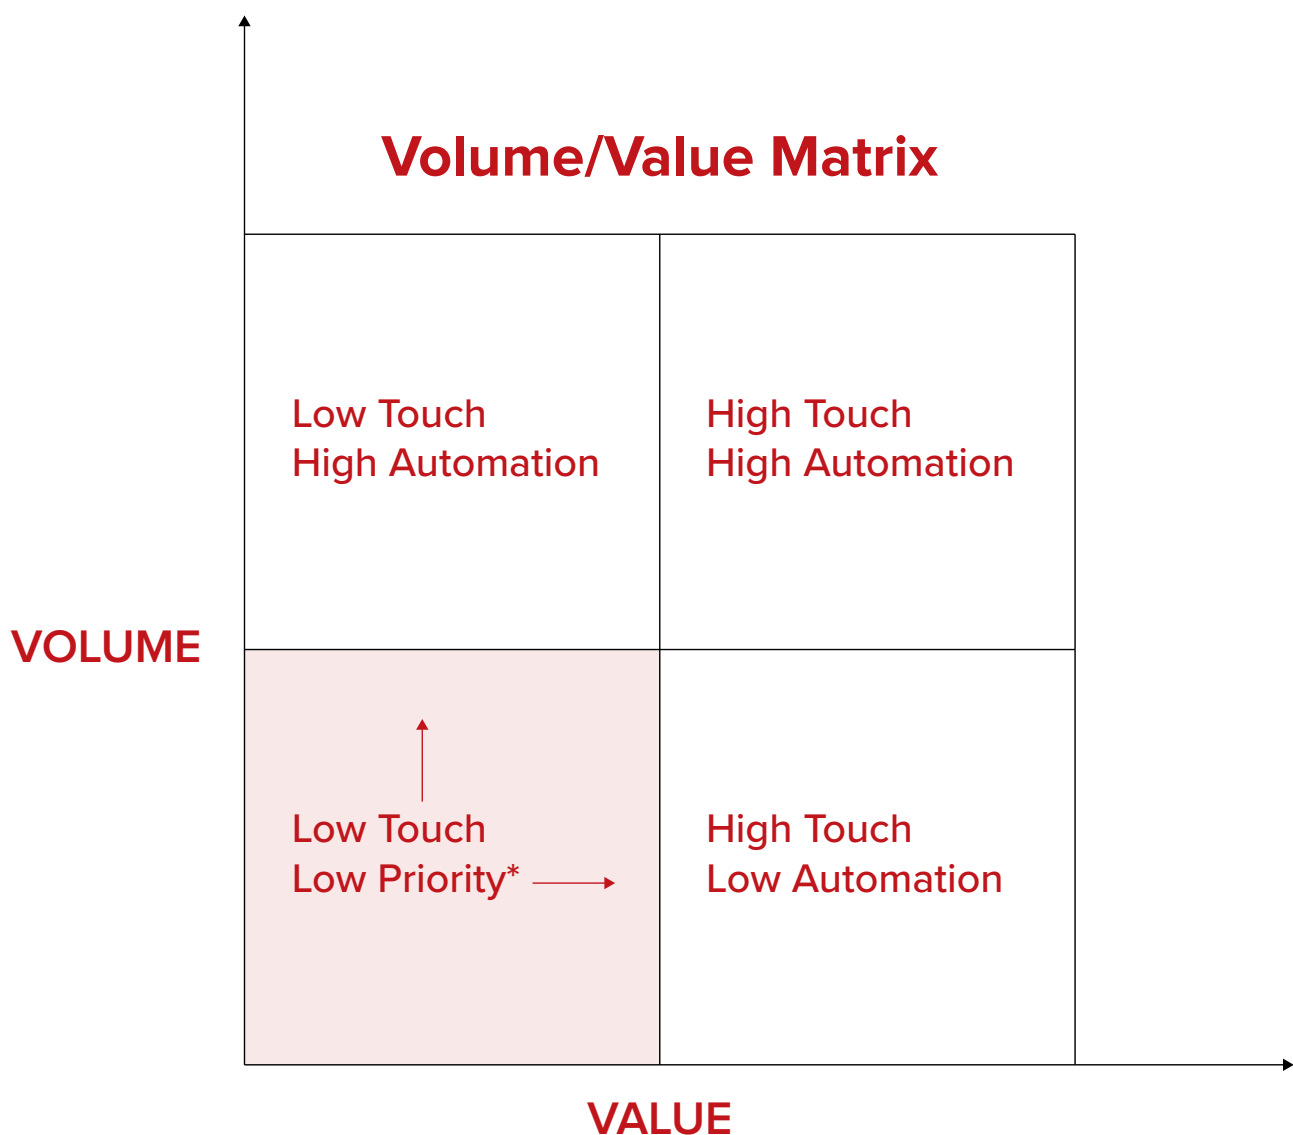 Volume/Value Matrix
Low Touch
High Automation
High Touch
High Automation
VOLUME
Low Touch
Low Priority*
High Touch
Low Automation
VALUE